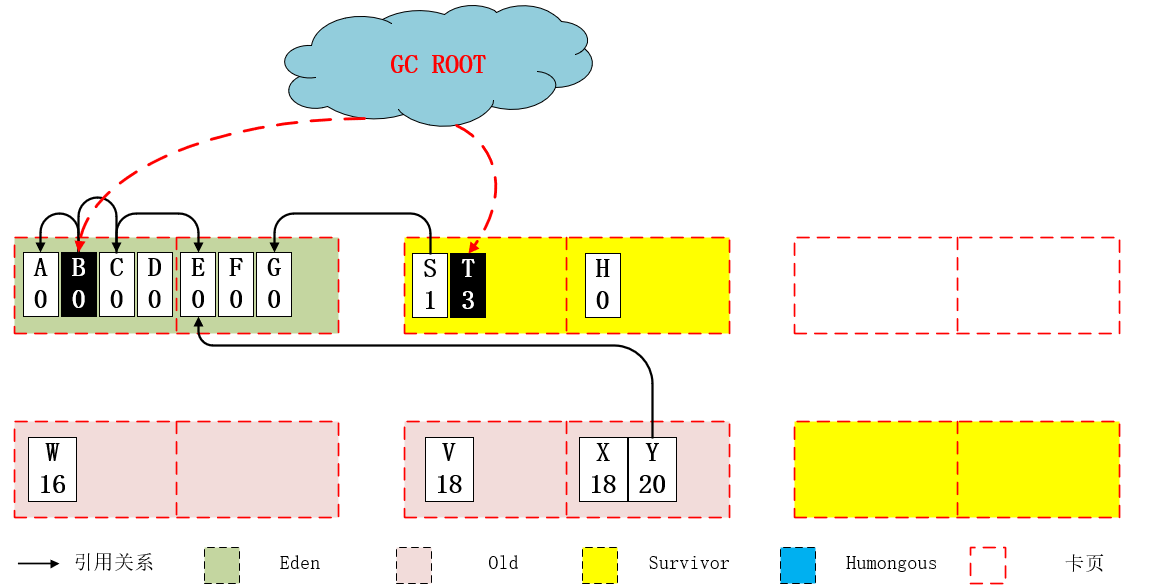 GC ROOT
A B C D E F G S T H
0 0 0 0 0 0 0 1 3 0
W V X Y
16 18 18 20
引用关系 Eden Old Survivor Humongous 卡页